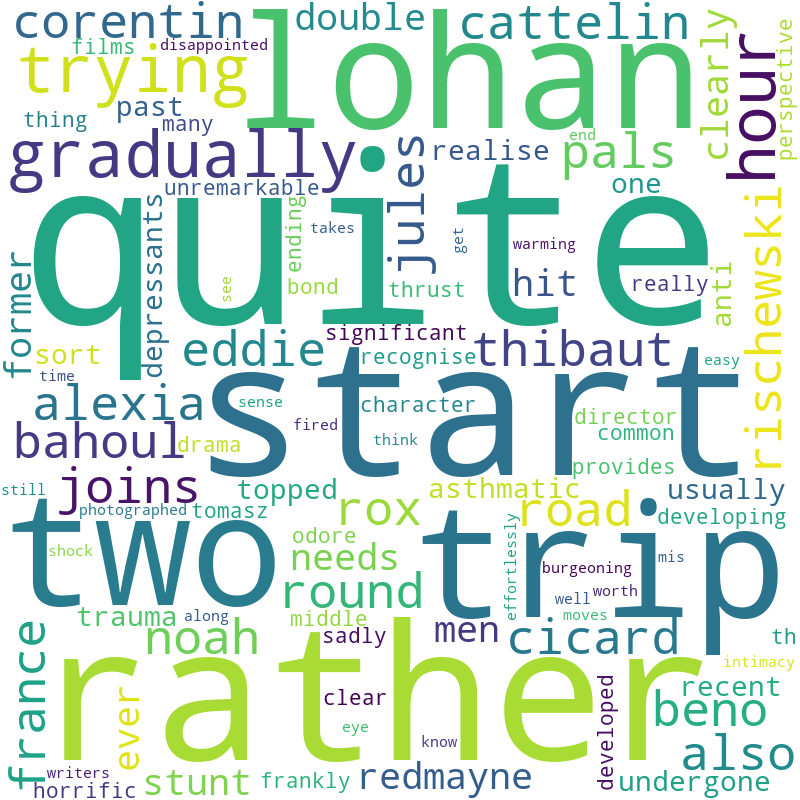 corentin
films
disappointed
double
lohan
cattelin
clearly
perspective
hour
trying
past
thing
many
gradually
realise
end
pals
unremarkable
jules
one
quite
former
depressants
ending
takes
see
bond
get
warming
thrust
hit
really
anti
rischewski
significant
sort
time
eddie
recognise
thibaut
easy
alexia
start
sense
character
fired
think
director
common
bahoul
drama
provides
still
joins
topped
asthmatic
usually
photographed
tomasz
rox
road
developing
two
trip
shock
odore
needs
effortlessly
burgeoning
mis
round
well
worth
trauma
along
middle
moves
france
noah
sadly
men
cicard
th
rather
intimacy
ever
clear
developed
recent
beno
eye
know
also
writers
horrific
stunt
frankly
redmayne
undergone